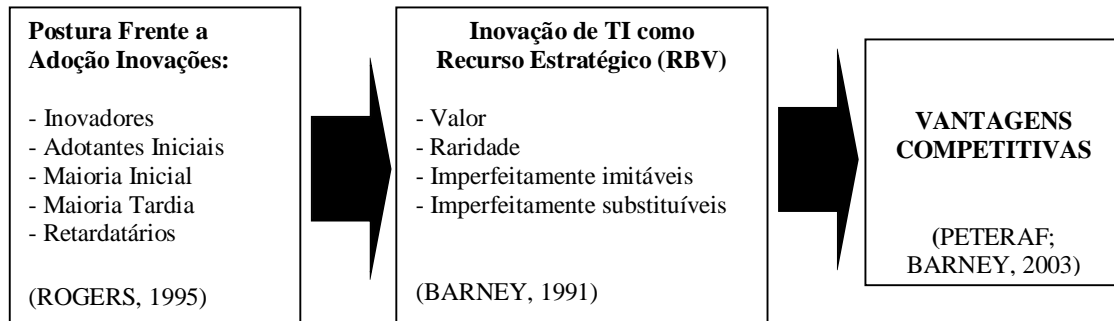 Postura Frente a
Adoção Inovações:
- Inovadores
- Adotantes Iniciais
- Maioria Inicial
- Maioria Tardia
- Retardatários
(ROGERS, 1995)
Inovação de TI como
Recurso Estratégico (RBV)
- Valor
- Raridade
- Imperfeitamente imitáveis
- Imperfeitamente substituíveis
(BARNEY, 1991)
VANTAGENS
COMPETITIVAS
(PETERAF;
BARNEY, 2003)